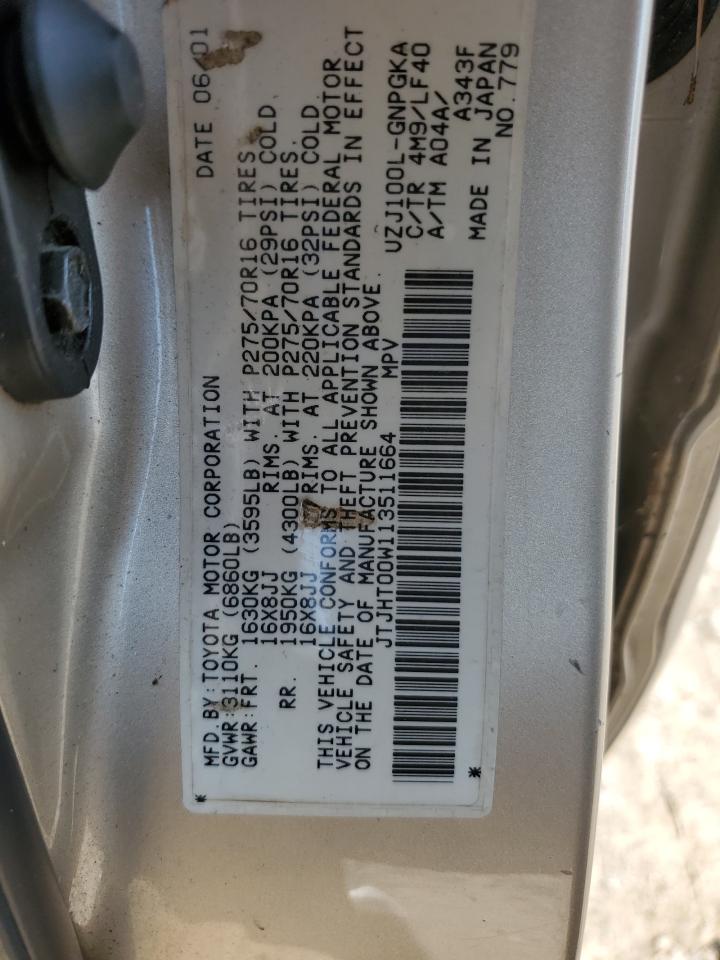 MFD.BY:TOYOTA MOTOR CORPORATION DATE 06/01
GVWR:3110KG (6860LB)
GAWR:FRT. 1630KG (3595LB) WITH P275/70R16 TIRES,
16X8JJ RIMS. AT 200KPA (29PSI) COLD
RR. 1950KG (4300LB) WITH P275/70R16 TIRES.
16X8JJ RIMS. AT 220KPA (32PSI) COLD
THIS VEHICLE CONFORMS TO ALL APPLICABLE FEDERAL MOTOR
VEHICLE SAFETY AND THEFT PREVENTION STANDARDS IN EFFECT
ON THE DATE OF MANUFACTURE SHOWN ABOVE.
JTJHT00W113511664 MPV
UZJ100L-GNPGKA
C/TR 4M9/LF40
A/TM A04A/
A343F
MADE IN JAPAN
NO.779